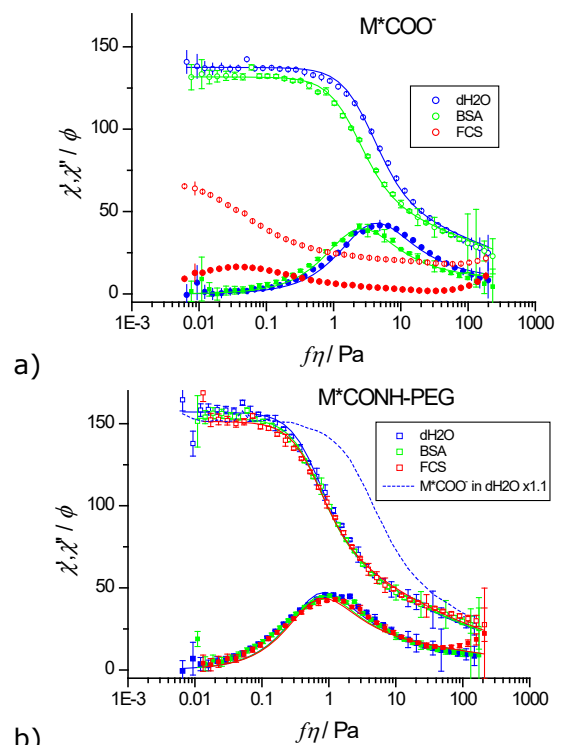 M*COO⁻
150
100
50
0
χ', χ'' / ϕ
dH2O
BSA
FCS
1E-3 0.01 0.1 1 10 100 1000
fη / Pa
a)
M*CONH-PEG
150
100
50
0
χ', χ'' / ϕ
dH2O
BSA
FCS
M*COO⁻ in dH2O x1.1
1E-3 0.01 0.1 1 10 100 1000
fη / Pa
b)